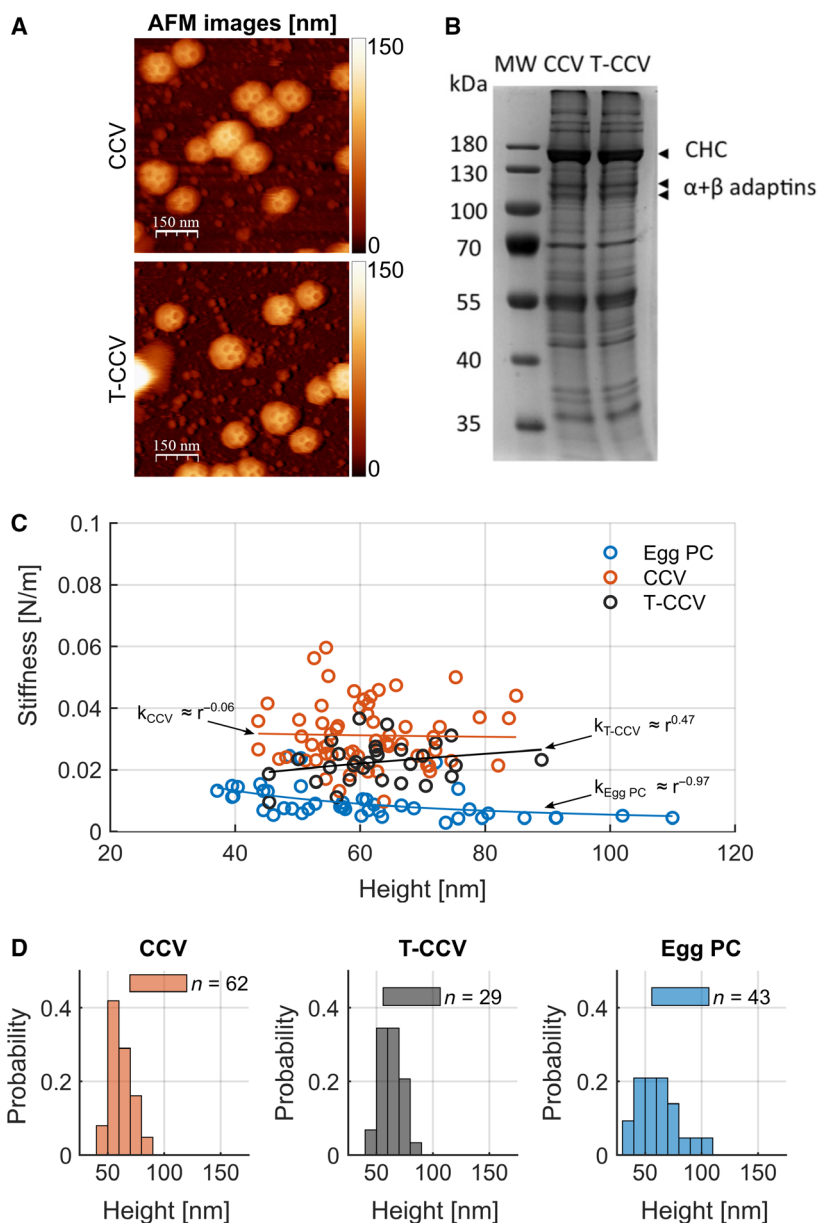 A
AFM images [nm]
CCV
150
0
150 nm
T-CCV
150
0
150 nm
B
MW CCV T-CCV
kDa
180
130
100
70
55
40
35
CHC
α+β adaptins
C
Stiffness [N/m]
0.1
0.08
0.06
0.04
0.02
0
20 40 60 80 100 120
Height [nm]
Egg PC
CCV
T-CCV
k_CCV ≈ r^−0.06
k_T-CCV ≈ r^0.47
k_Egg PC ≈ r^−0.97
D
CCV
n = 62
Probability
0.4
0.2
0
50 100 150
Height [nm]
T-CCV
n = 29
Probability
0.4
0.2
0
50 100 150
Height [nm]
Egg PC
n = 43
Probability
0.4
0.2
0
50 100 150
Height [nm]